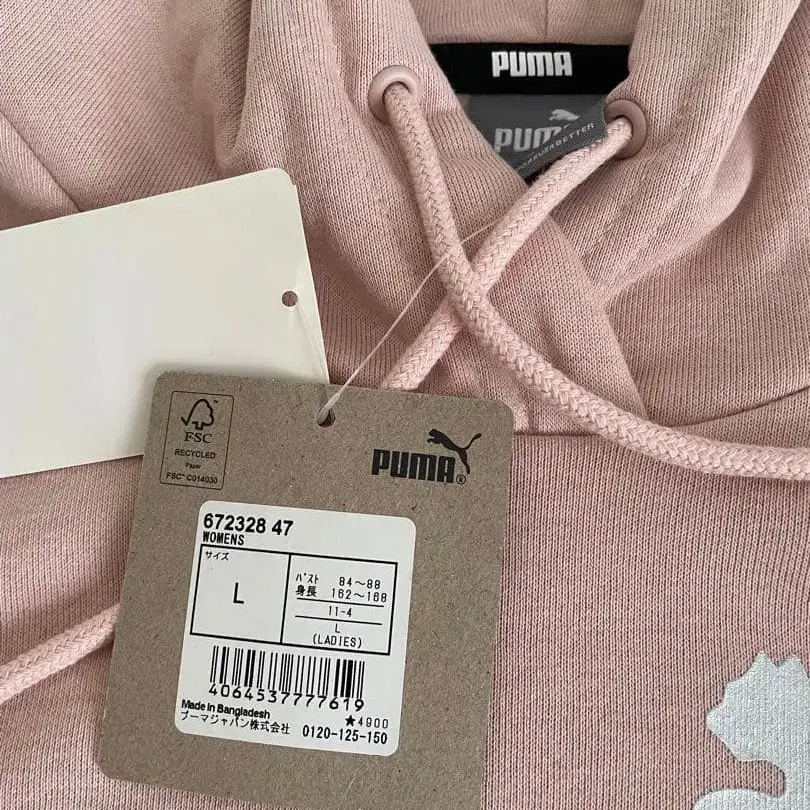 PUMA
PUM
FOREVERBETTER
FSC
RECYCLED
Paper
FSC™ C014030
PUMA®
672328 47
WOMENS
サイズ
L
バスト 84～88
身長 162～168
11-4
L
(LADIES)
4064537777619
Made in Bangladesh
★4900
プーマジャパン株式会社 0120-125-150